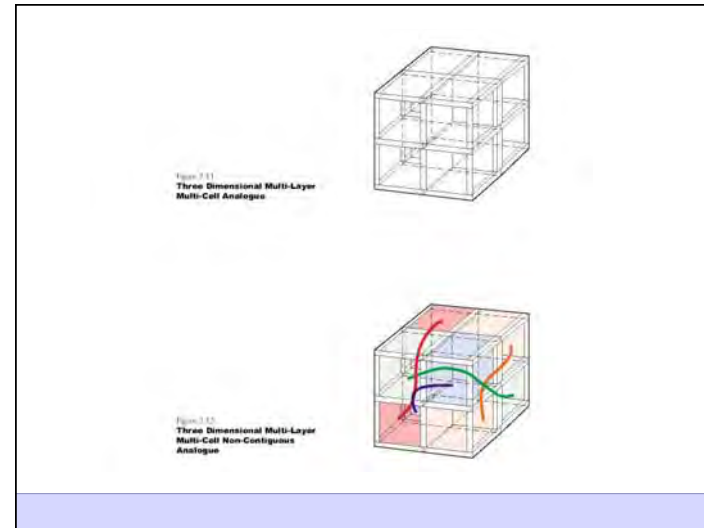 Three Dimensional Multi-Layer
Multi-Cell Analogue
Three Dimensional Multi-Layer
Multi-Cell Non-Contiguous
Analogue